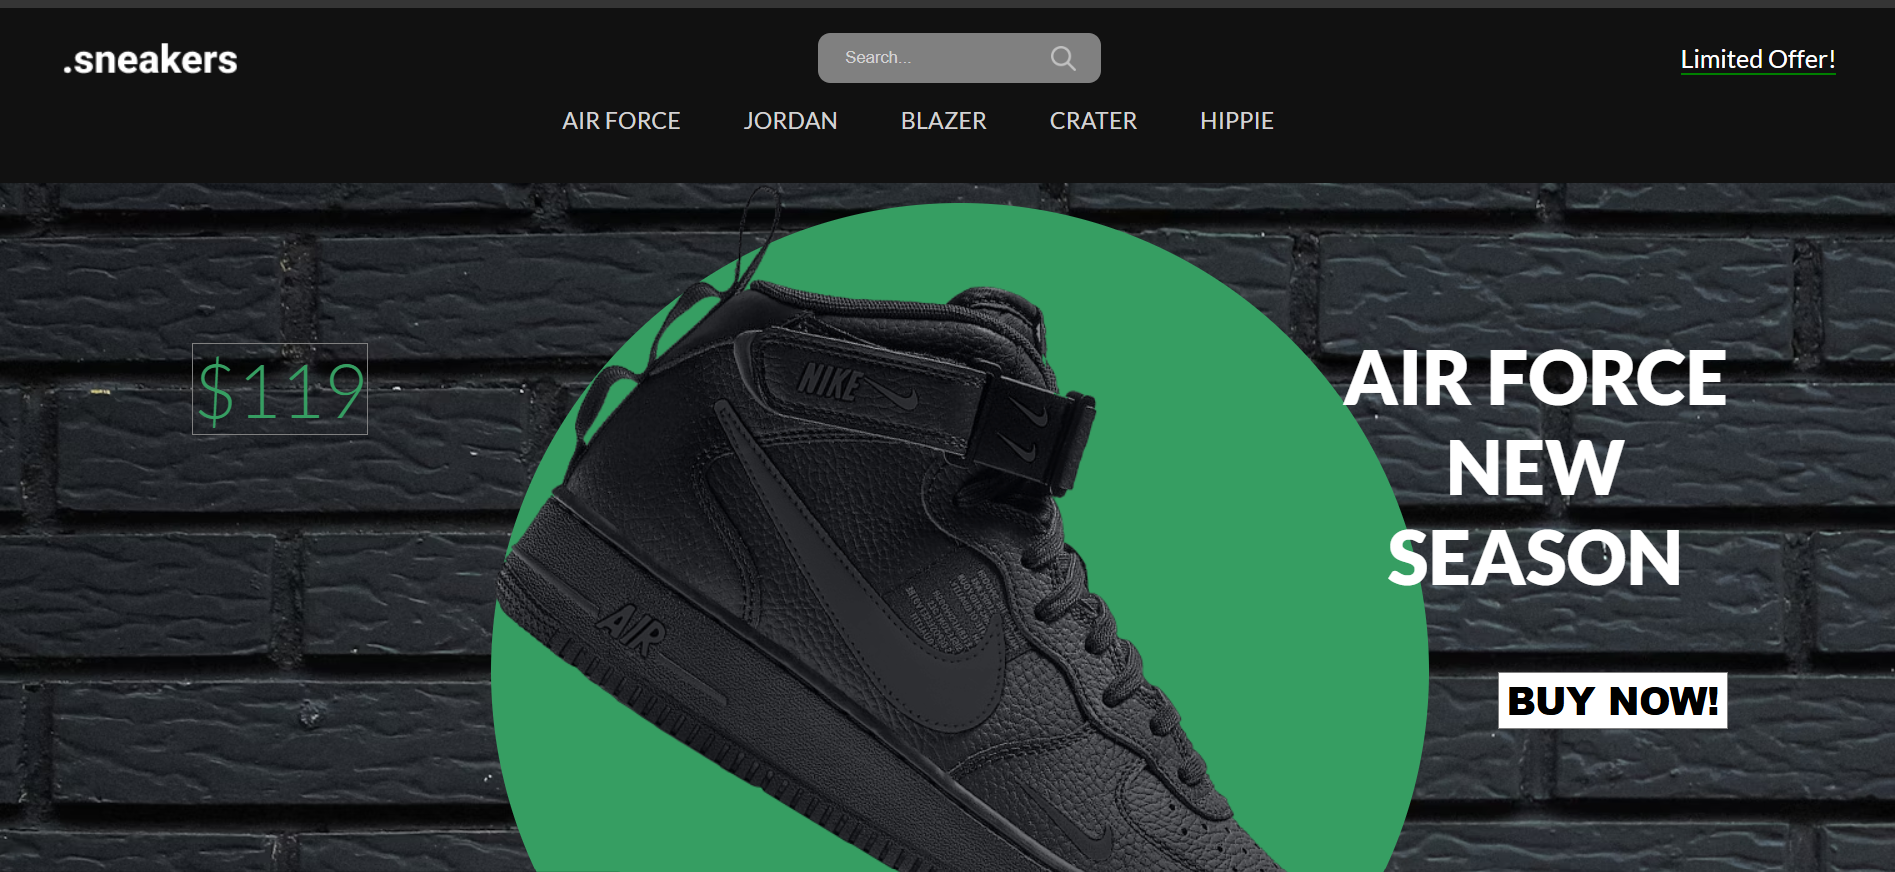 .sneakers
Search...
Limited Offer!
AIR FORCE
JORDAN
BLAZER
CRATER
HIPPIE
$119
AIR FORCE
NEW
SEASON
BUY NOW!
NIKE
AIR